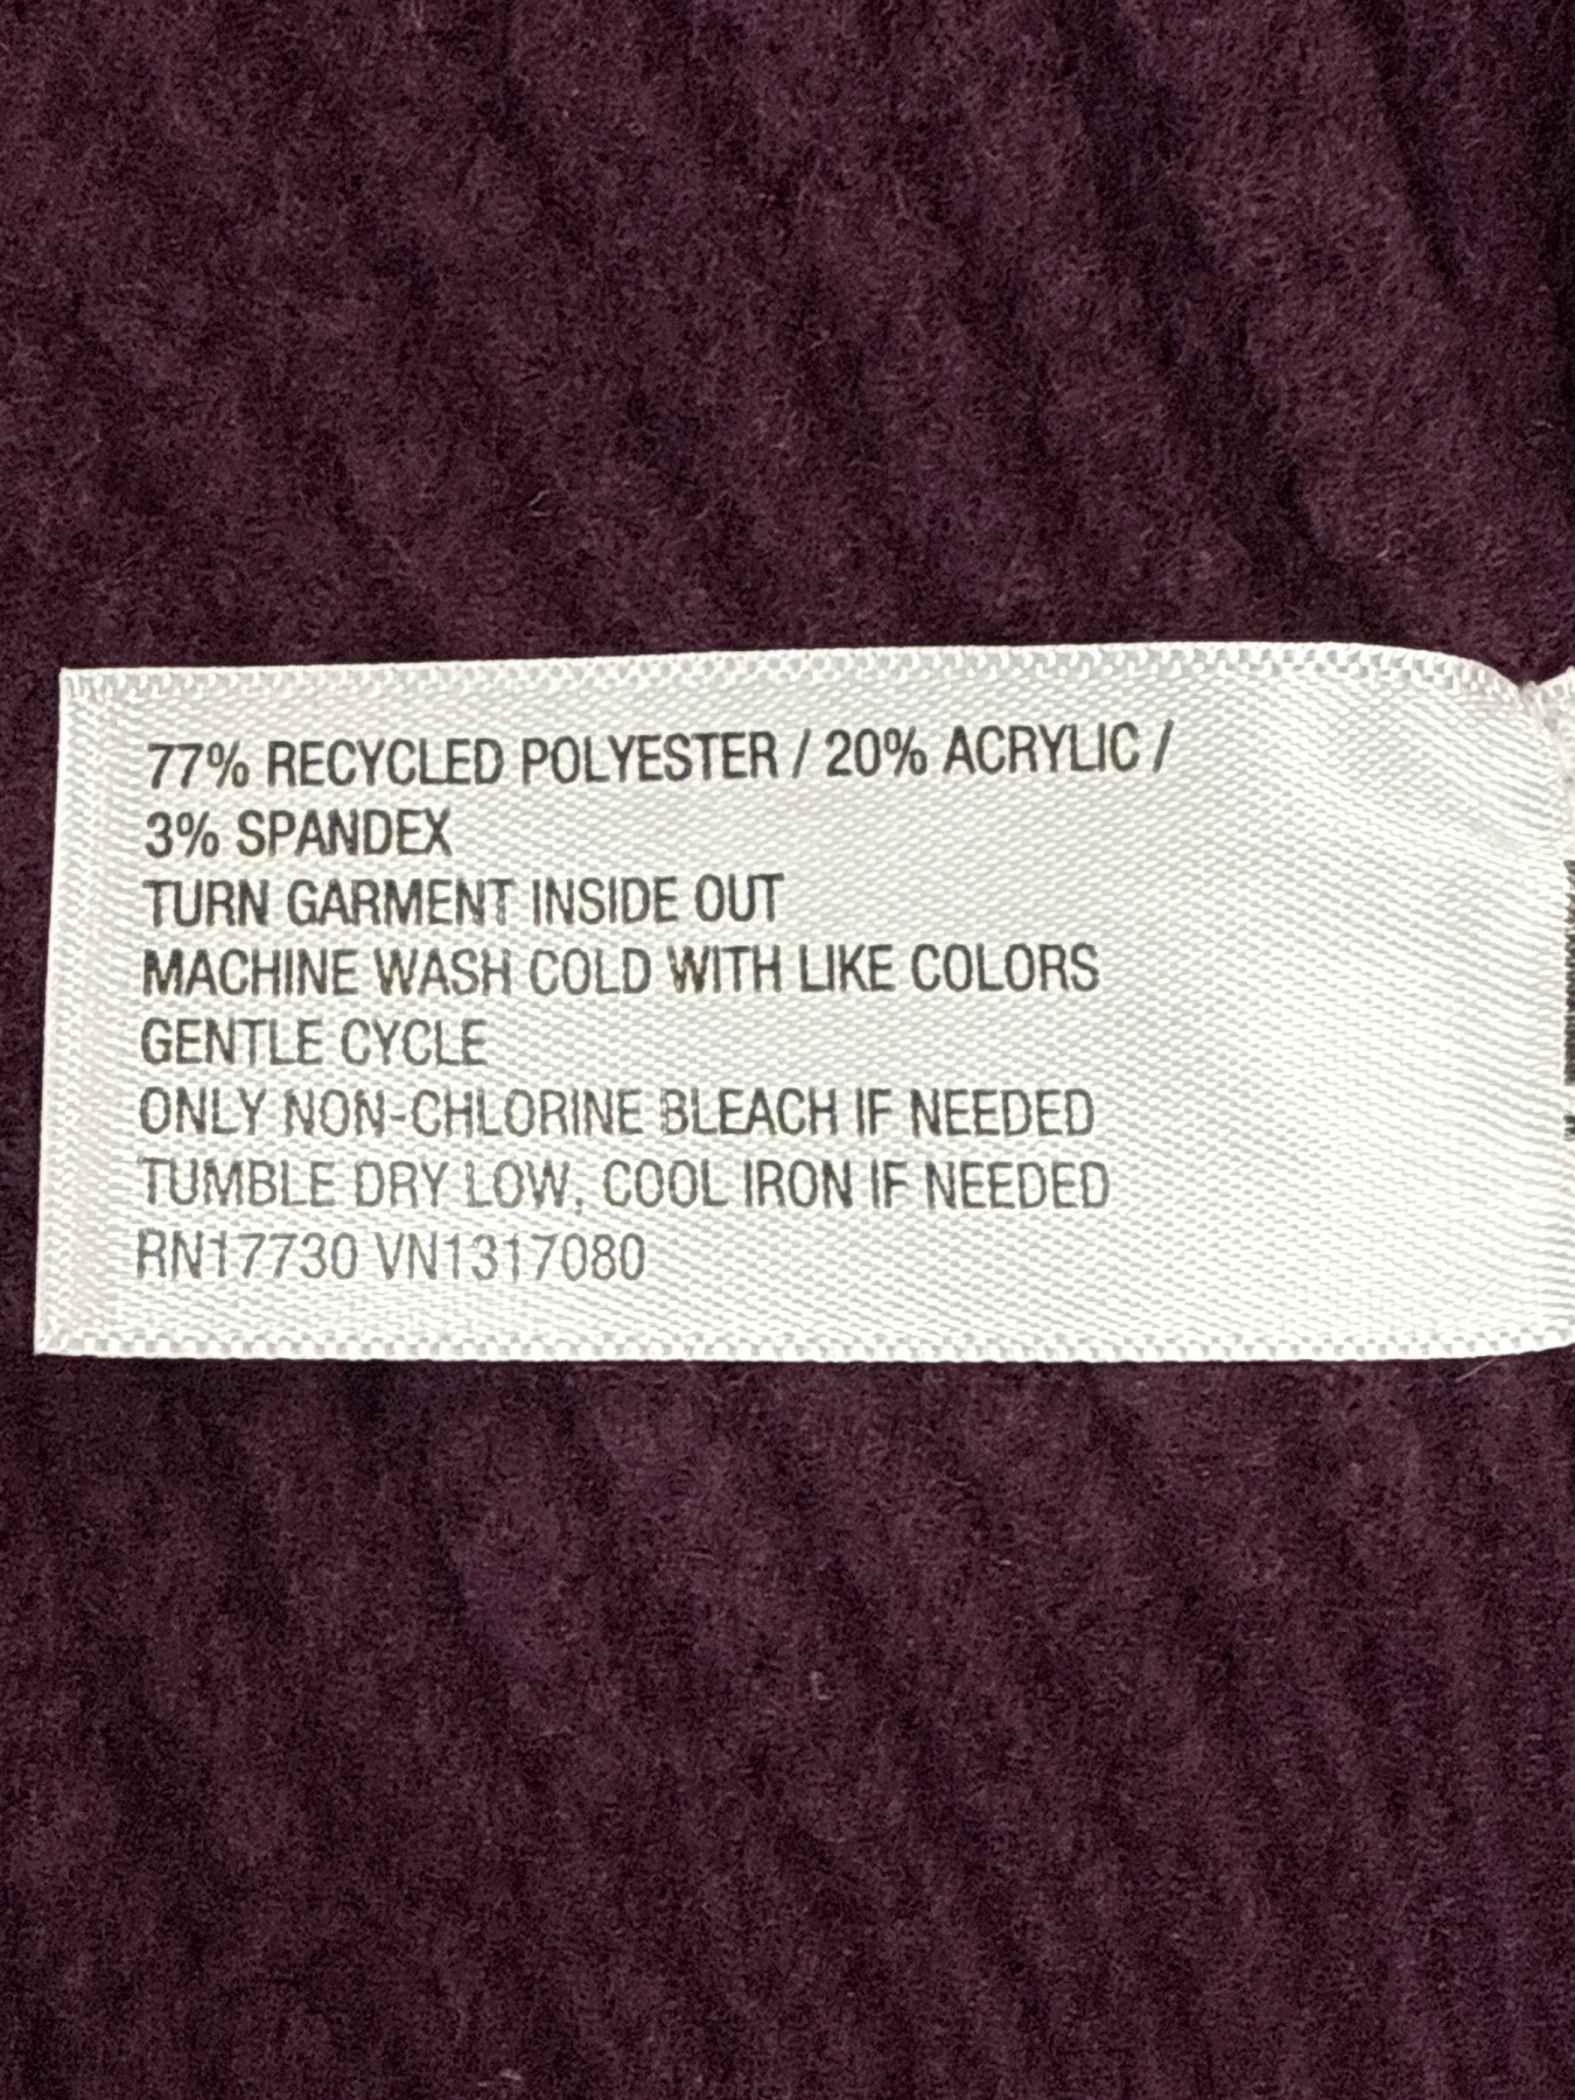 77% RECYCLED POLYESTER / 20% ACRYLIC /
3% SPANDEX
TURN GARMENT INSIDE OUT
MACHINE WASH COLD WITH LIKE COLORS
GENTLE CYCLE
ONLY NON-CHLORINE BLEACH IF NEEDED
TUMBLE DRY LOW, COOL IRON IF NEEDED
RN17730 VN1317080